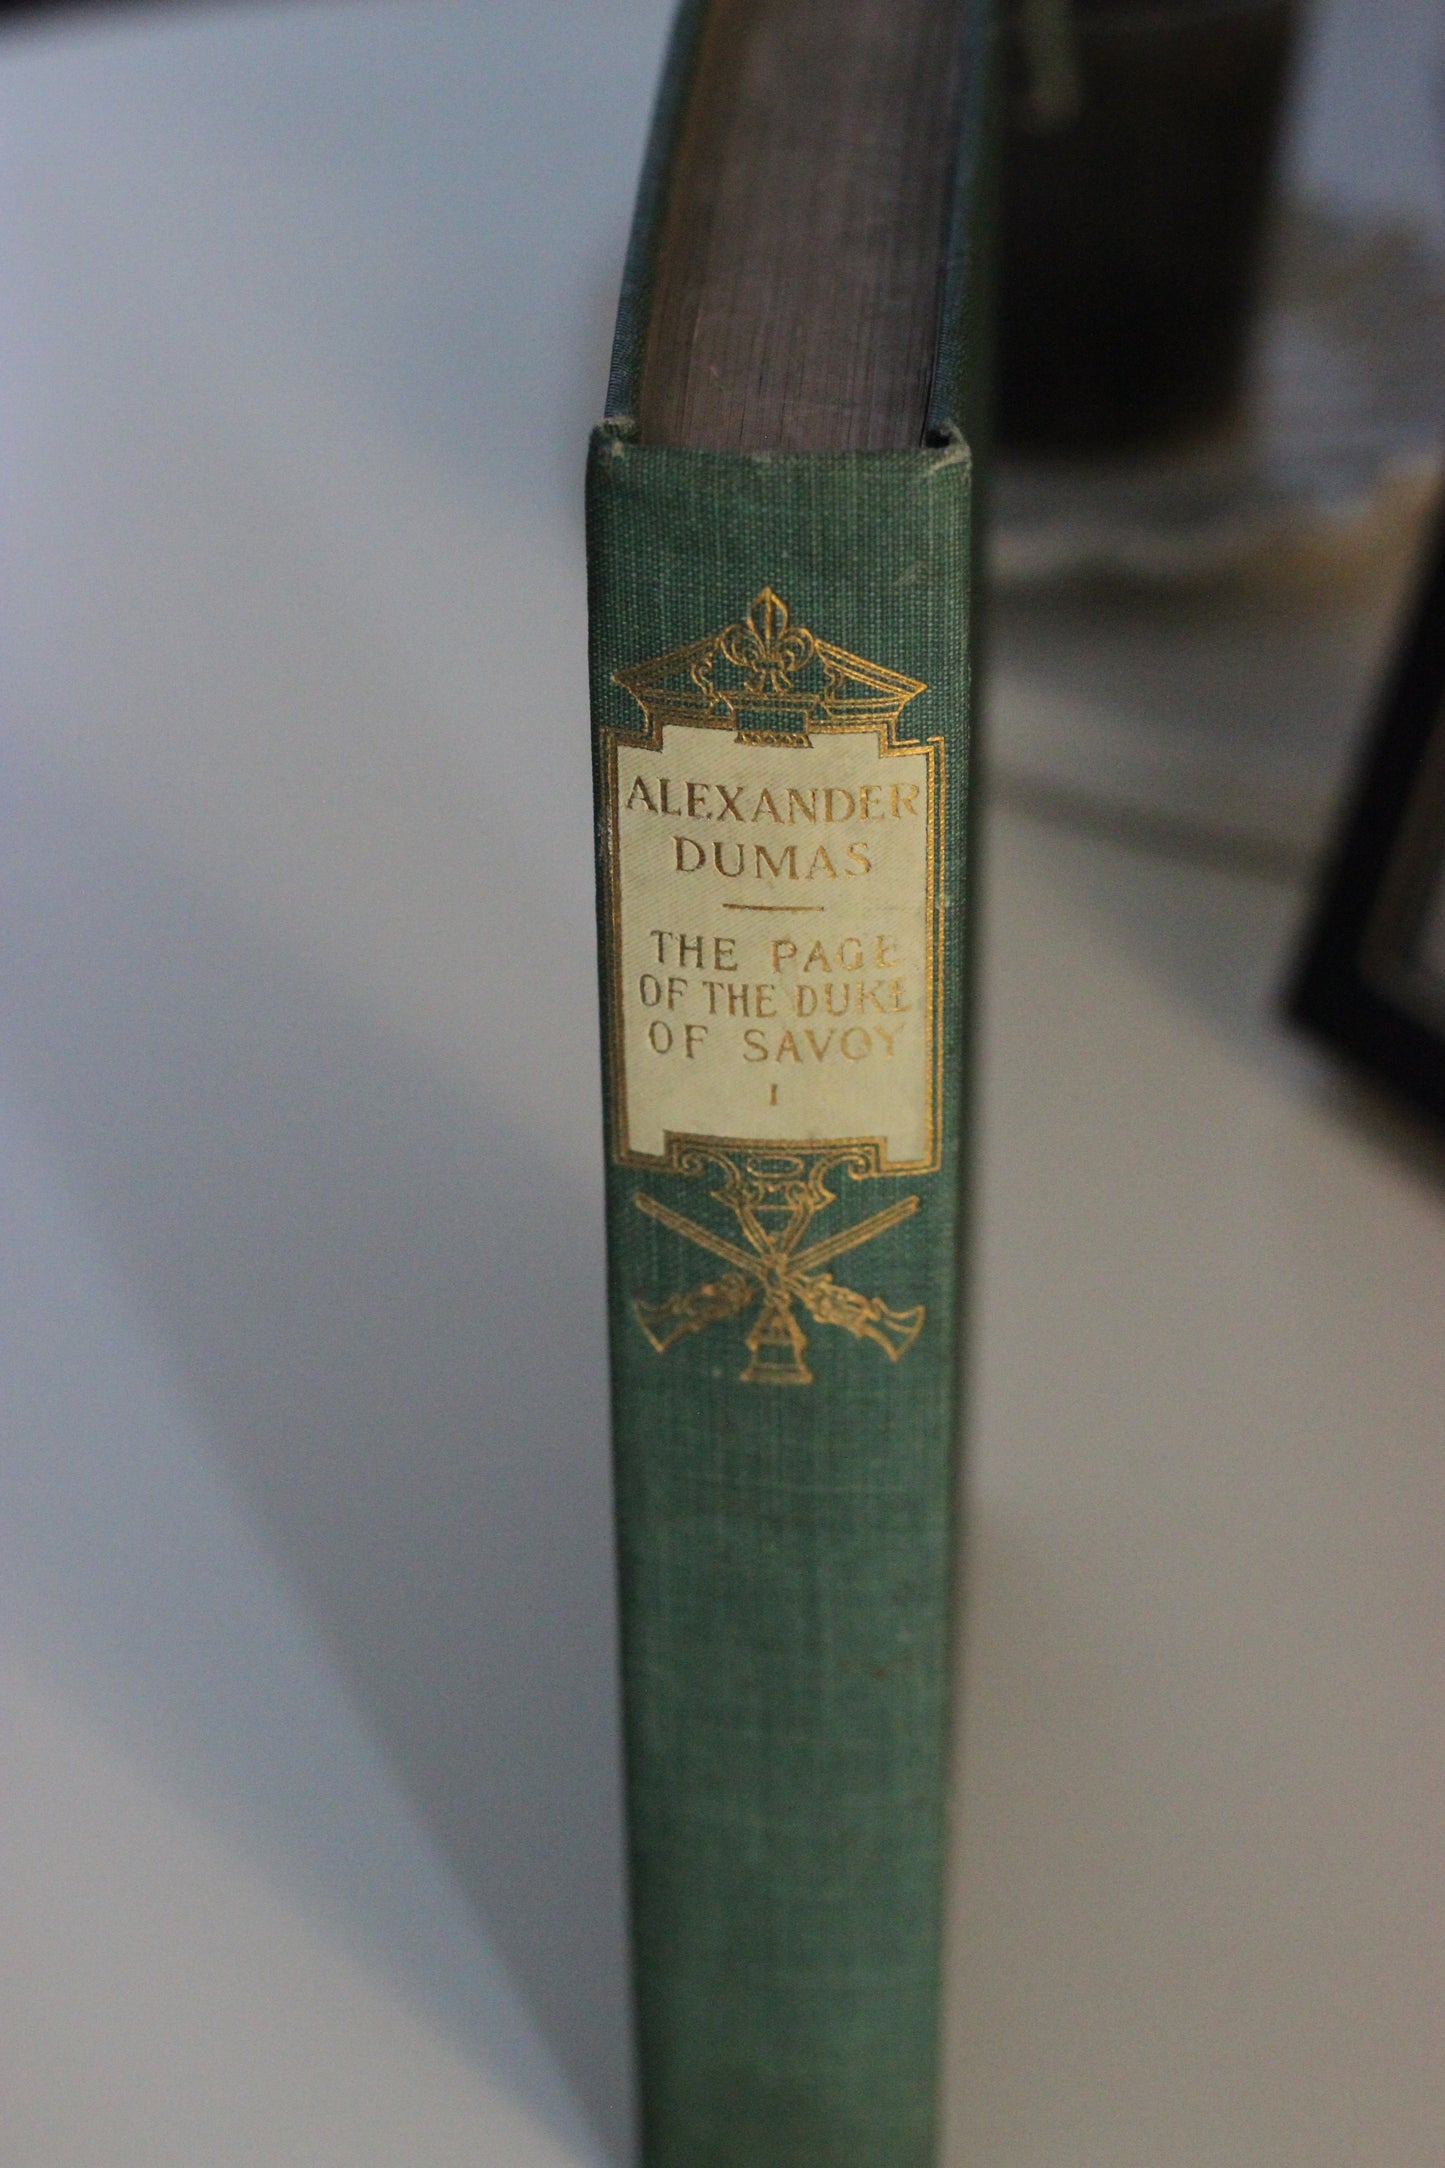 ALEXANDER
DUMAS
THE PAGE
OF THE DUKE
OF SAVOY
I